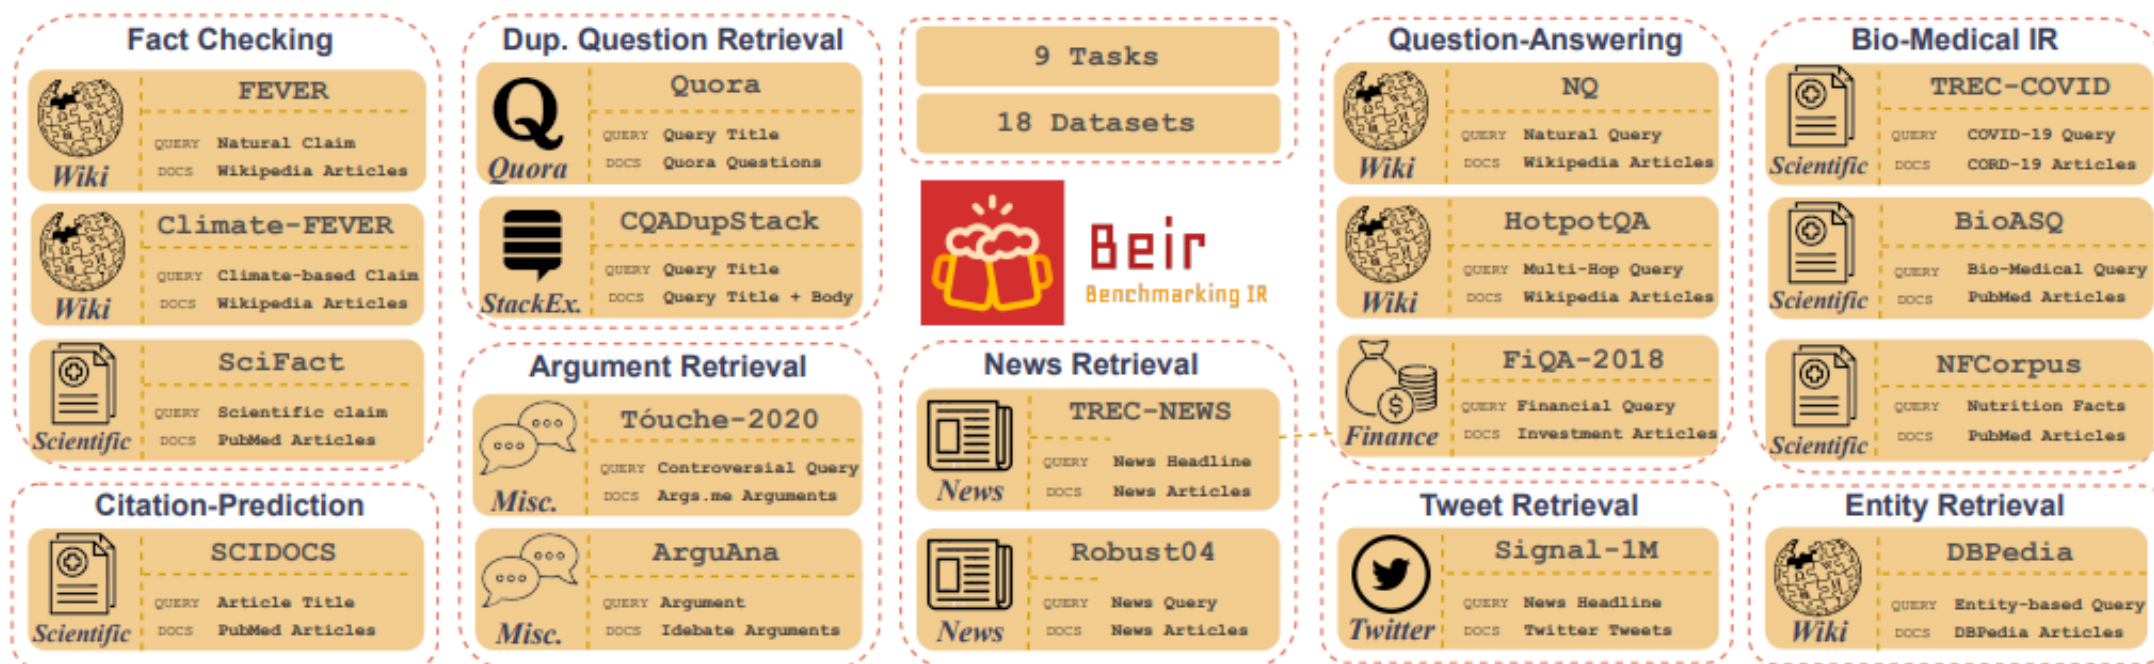 Fact Checking
FEVER
QUERY Natural Claim
DOCS Wikipedia Articles
Wiki
Climate-FEVER
QUERY Climate-based Claim
DOCS Wikipedia Articles
Wiki
SciFact
QUERY Scientific claim
DOCS PubMed Articles
Scientific
Citation-Prediction
SCIDOCS
QUERY Article Title
DOCS PubMed Articles
Scientific
Dup. Question Retrieval
Q
Quora
QUERY Query Title
DOCS Quora Questions
Quora
CQADupStack
QUERY Query Title
DOCS Query Title + Body
StackEx.
Argument Retrieval
Tóuche-2020
QUERY Controversial Query
DOCS Args.me Arguments
Misc.
ArguAna
QUERY Argument
DOCS Idebate Arguments
Misc.
9 Tasks
18 Datasets
Beir
Benchmarking IR
News Retrieval
TREC-NEWS
QUERY News Headline
DOCS News Articles
News
Robust04
QUERY News Query
DOCS News Articles
News
Question-Answering
NQ
QUERY Natural Query
DOCS Wikipedia Articles
Wiki
HotpotQA
QUERY Multi-Hop Query
DOCS Wikipedia Articles
Wiki
FiQA-2018
QUERY Financial Query
DOCS Investment Articles
$
Finance
Tweet Retrieval
Signal-1M
QUERY News Headline
DOCS Twitter Tweets
Twitter
Bio-Medical IR
TREC-COVID
QUERY COVID-19 Query
DOCS CORD-19 Articles
Scientific
BioASQ
QUERY Bio-Medical Query
DOCS PubMed Articles
Scientific
NFCorpus
QUERY Nutrition Facts
DOCS PubMed Articles
Scientific
Entity Retrieval
DBPedia
QUERY Entity-based Query
DOCS DBPedia Articles
Wiki